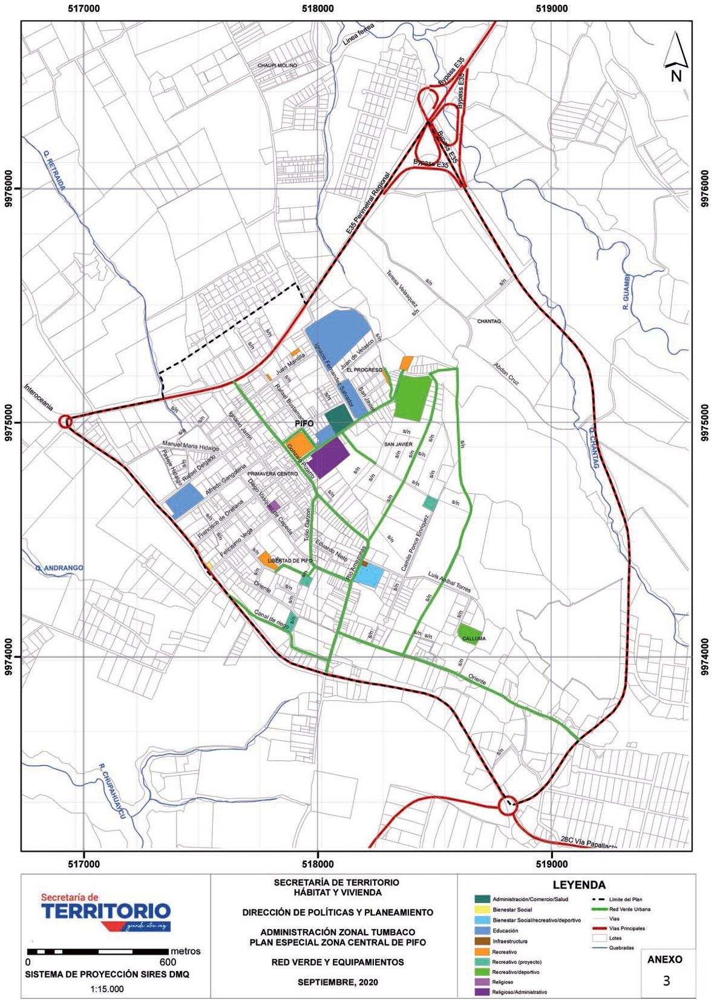 517000
518000
519000
Linea ferrea
CHAUPI MOLINO
Bypass E35
Bypass E35
N
Bypass E35
Bypass E35
Q. RETRAIDA
9976000
9976000
E35 Perimetral Regional
Teresa Velasquez
s/n
s/n
s/n
R. GUAMBI
CHANTAG
s/n
s/n
s/n
Ignacio Fernandez Salvador
Juan de Velasco
Juan Mantilla
EL PROGRESO
Abdon Cruz
s/n
Rafael Bustamante
s/n
San Javier
Interoceania
s/n
s/n
Ignacio Jarrin
PIFO
9975000
9975000
s/n
s/n
s/n
s/n
Manuel Maria Hidalgo
Gonzalo Pizarro
SAN JAVIER
Q. CHANTAG
Pasaje Hidalgo
s/n
Rafael Delgado
s/n
s/n
s/n
Alfredo Gangotena
PRIMAVERA CENTRO
s/n
s/n
s/n
s/n
Diego Vasquez de Cepeda
s/n
s/n
s/n
Francisco de Orellana
s/n
Tulio Garzon
Camilo Ponce Enriquez
s/n
Felicisimo Vega
s/n
Eduardo Nieto
s/n
LIBERTAD DE PIFO
Rio Amazonas
Q. ANDRANGO
s/n
s/n
Luis Anibal Torres
Oriente
s/n
s/n
s/n
s/n
Canal de riego
s/n
s/n
s/n
s/n
s/n
CALLUMA
9974000
9974000
s/n
Oriente
s/n
R. CHUPAHUAYCU
28C Via Papallacta
517000
518000
519000
Secretaría de
TERRITORIO
grande otra vez
metros
0
600
SISTEMA DE PROYECCIÓN SIRES DMQ
1:15.000
SECRETARÍA DE TERRITORIO
HÁBITAT Y VIVIENDA
DIRECCIÓN DE POLÍTICAS Y PLANEAMIENTO
ADMINISTRACIÓN ZONAL TUMBACO
PLAN ESPECIAL ZONA CENTRAL DE PIFO
RED VERDE Y EQUIPAMIENTOS
SEPTIEMBRE, 2020
LEYENDA
Administración/Comercio/Salud
Bienestar Social
Bienestar Social/recreativo/deportivo
Educación
Infraestructura
Recreativo
Recreativo (proyecto)
Recreativo/deportivo
Religioso
Religioso/Administrativo
Límite del Plan
Red Verde Urbana
Vías
Vías Principales
Lotes
Quebradas
ANEXO
3